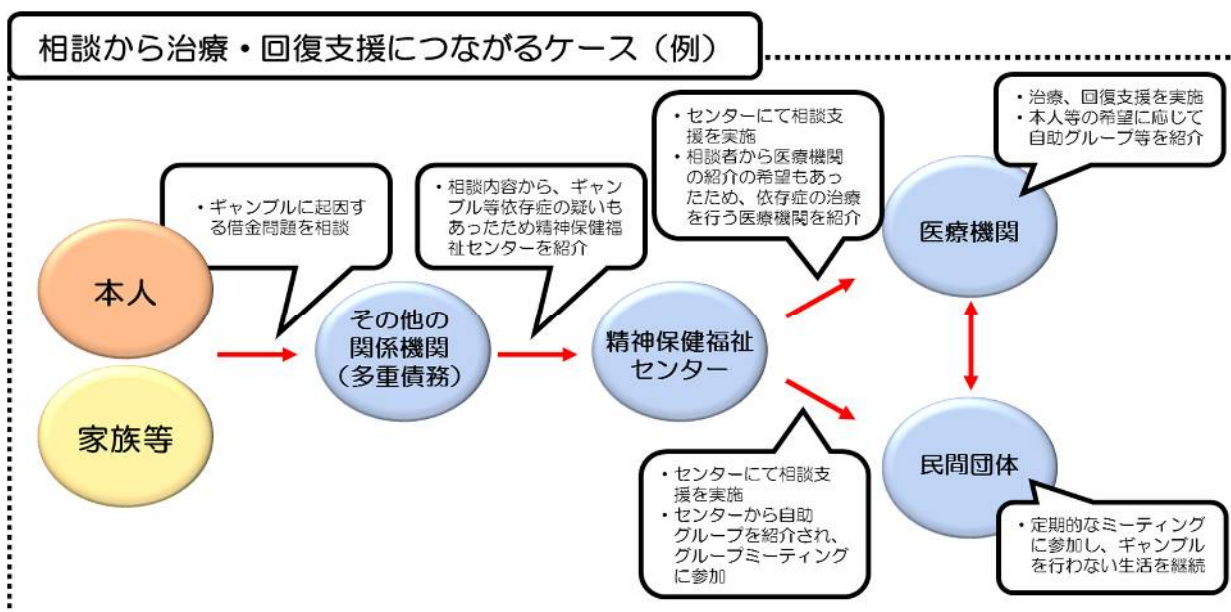 相談から治療・回復支援につながるケース（例）
本人
家族等
・ギャンブルに起因す
る借金問題を相談
その他の
関係機関
（多重債務）
・相談内容から、ギャン
ブル等依存症の疑いも
あったため精神保健福
祉センターを紹介
精神保健福祉
センター
・センターにて相談支
援を実施
・相談者から医療機関
の紹介の希望もあっ
たため、依存症の治療
を行う医療機関を紹介
医療機関
・治療、回復支援を実施
・本人等の希望に応じて
自助グループ等を紹介
・センターにて相談支
援を実施
・センターから自助
グループを紹介され、
グループミーティング
に参加
民間団体
・定期的なミーティング
に参加し、ギャンブル
を行わない生活を継続